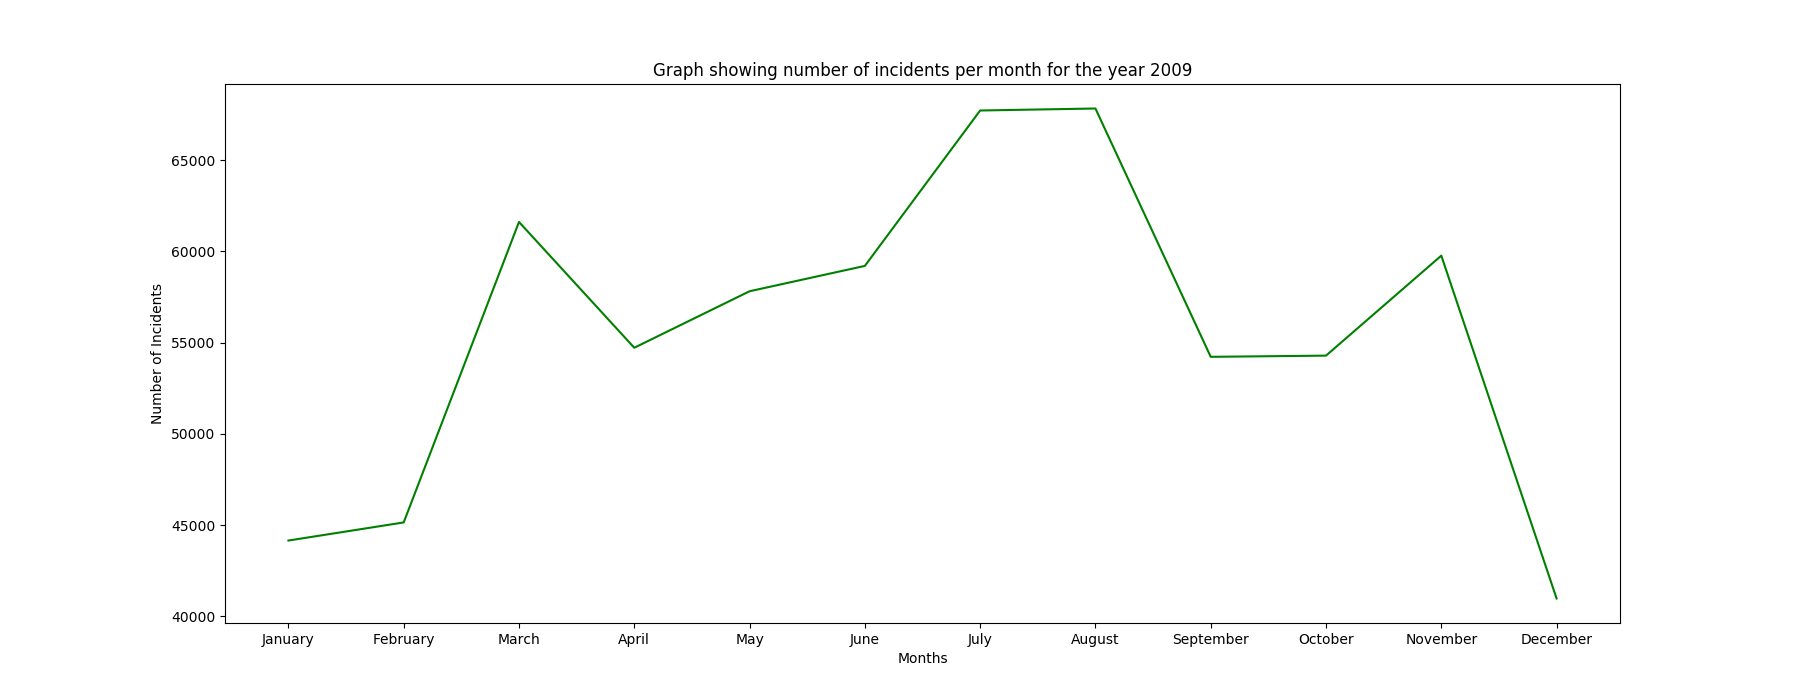 Graph showing number of incidents per month for the year 2009
Number of Incidents
65000
60000
55000
50000
45000
40000
January February March April May June July August September October November December
Months